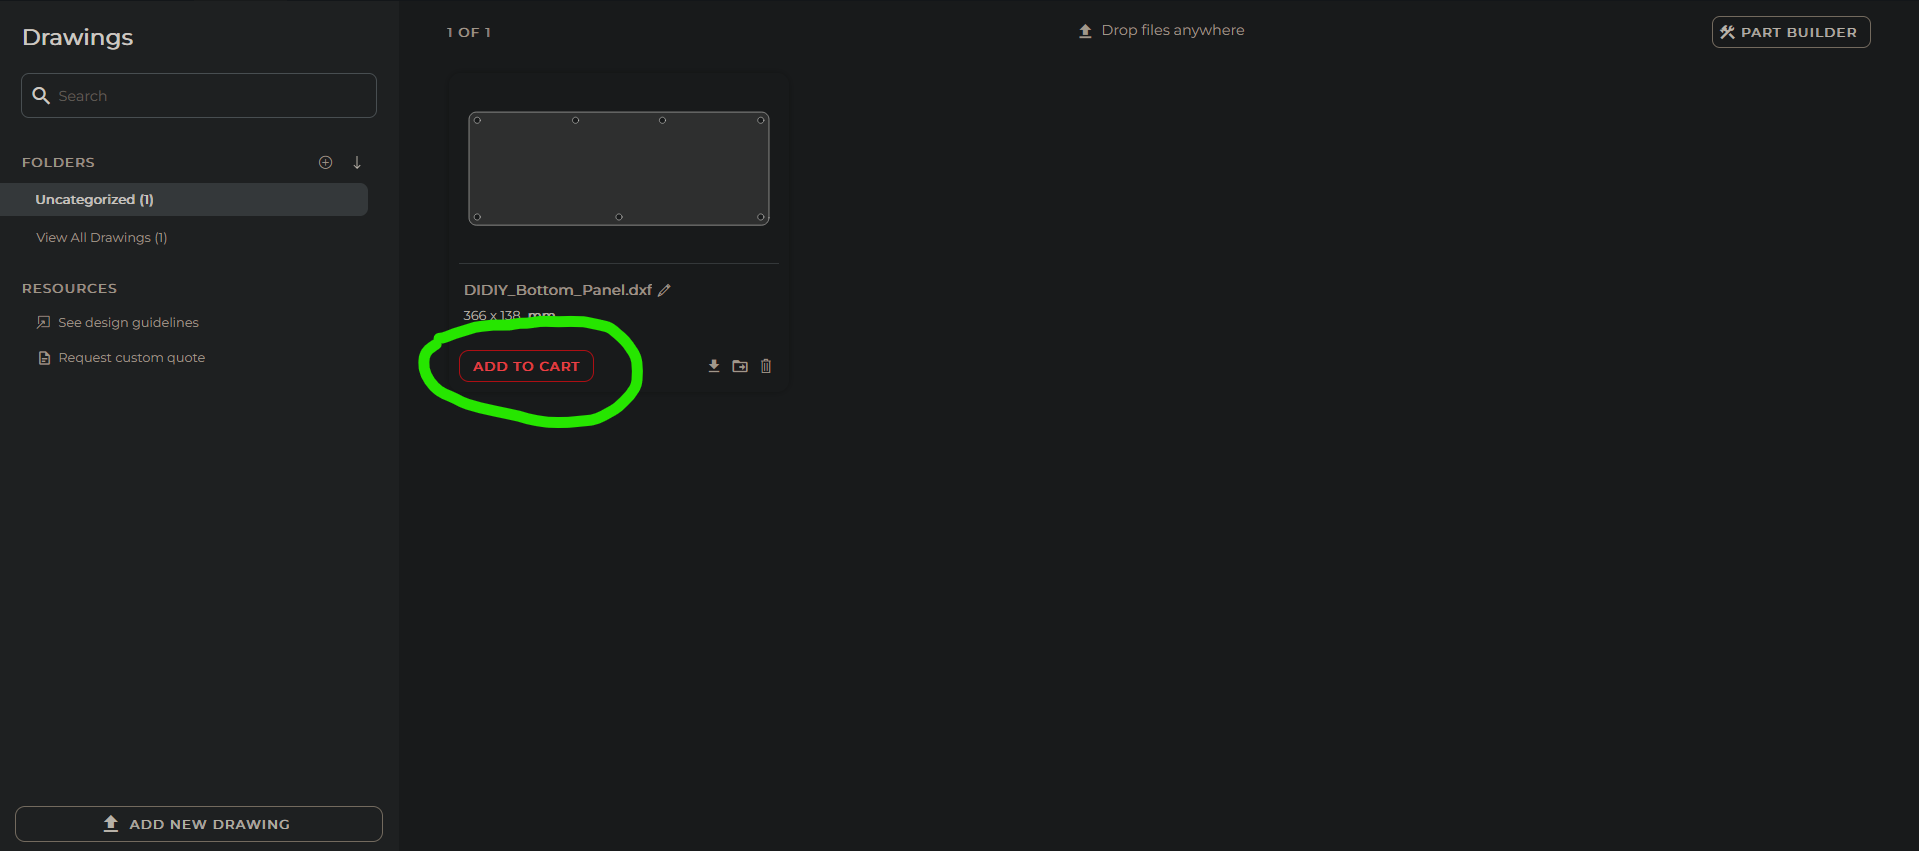 Drawings
Search
FOLDERS
Uncategorized (1)
View All Drawings (1)
RESOURCES
See design guidelines
Request custom quote
ADD NEW DRAWING
1 OF 1
Drop files anywhere
PART BUILDER
DIDIY_Bottom_Panel.dxf
366 x 138 mm
ADD TO CART